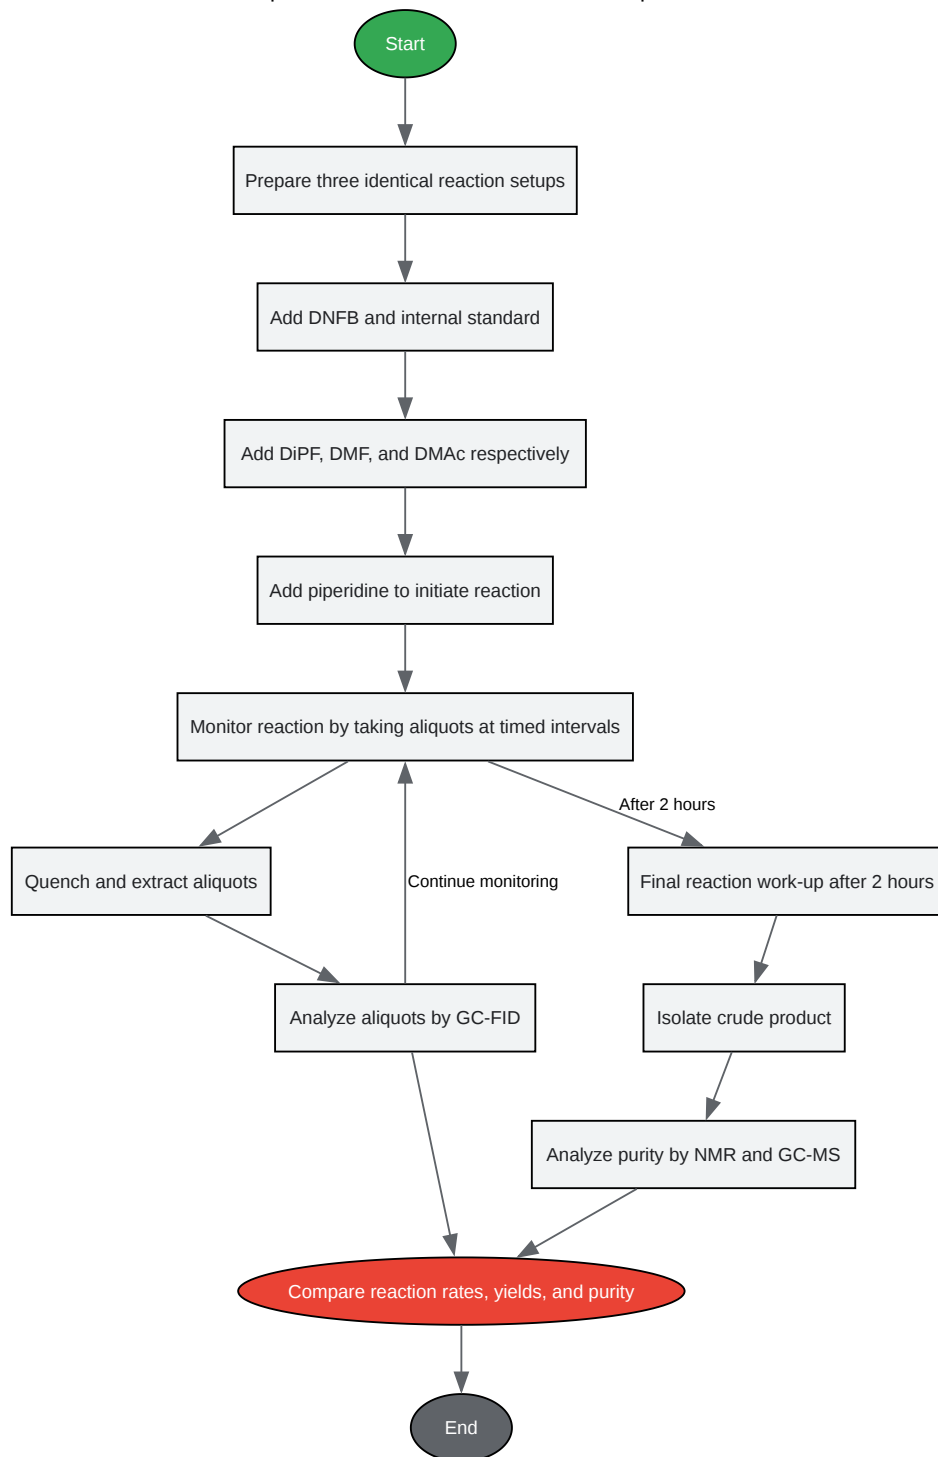 Start
Prepare three identical reaction setups
Add DNFB and internal standard
Add DiPF, DMF, and DMAc respectively
Add piperidine to initiate reaction
Monitor reaction by taking aliquots at timed intervals
After 2 hours
Quench and extract aliquots
Continue monitoring
Final reaction work-up after 2 hours
Analyze aliquots by GC-FID
Isolate crude product
Analyze purity by NMR and GC-MS
Compare reaction rates, yields, and purity
End